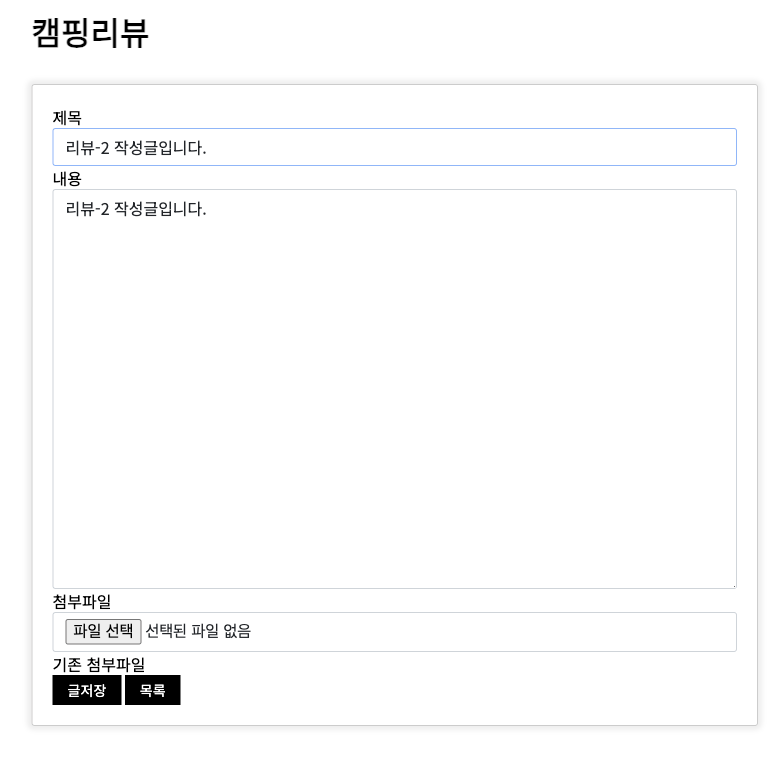 캠핑리뷰
제목
리뷰-2 작성글입니다.
내용
리뷰-2 작성글입니다.
첨부파일
파일 선택 선택된 파일 없음
기존 첨부파일
글저장 목록